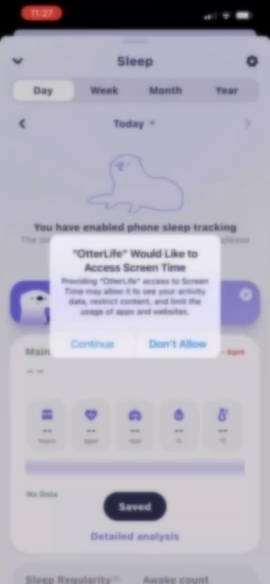 11:27
Sleep
Day Week Month Year
Today
You have enabled phone sleep tracking
"OtterLife" Would Like to
Access Screen Time
Providing "OtterLife" access to Screen
Time may allow it to see your activity
data, restrict content, and limit the
usage of apps and websites.
Continue Don't Allow
Main
-- --
-- -- -- -- --
% °C
No Data
Saved
Detailed analysis
Sleep Regularity Awake count